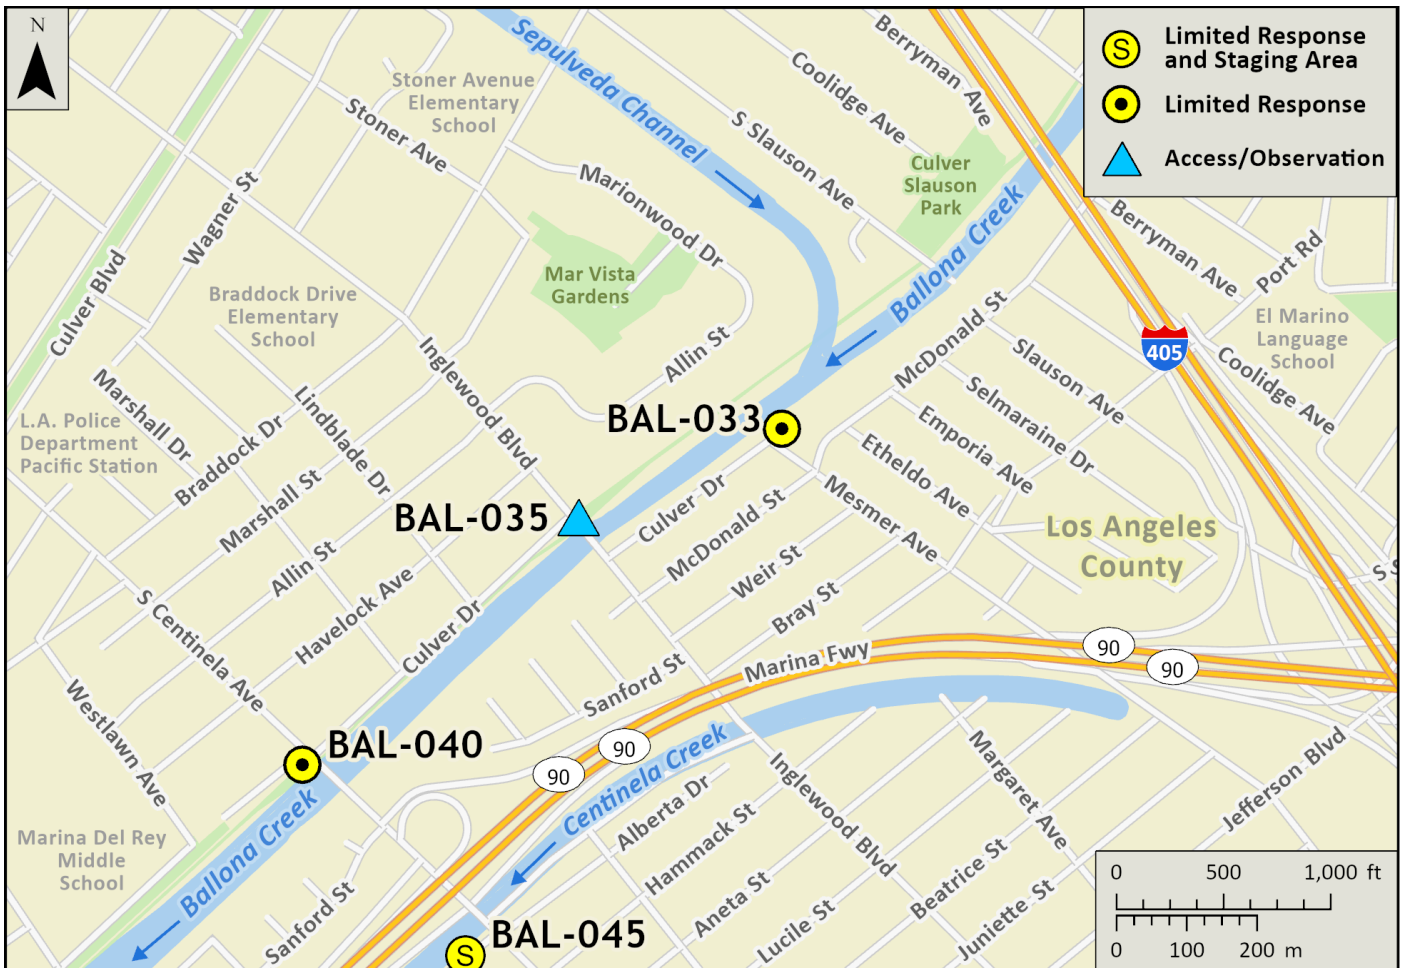 N
Sepulveda Channel
Stoner Avenue
Elementary
School
Stoner Ave
Coolidge Ave
Berryman Ave
S Slauson Ave
Culver
Slauson
Park
Limited Response
and Staging Area
S
Limited Response
Access/Observation
Marionwood Dr
Wagner St
Culver Blvd
Mar Vista
Gardens
Ballona Creek
Berryman Ave
Port Rd
Braddock Drive
Elementary
School
El Marino
Language
School
405
Coolidge Ave
Inglewood Blvd
Allin St
McDonald St
Slauson Ave
Selmaraine Dr
Emporia Ave
Etheldo Ave
Mesmer Ave
Marshall Dr
Braddock Dr
Lindblade Dr
L.A. Police
Department
Pacific Station
BAL-033
BAL-035
Marshall St
Allin St
Culver Dr
McDonald St
Weir St
Bray St
Los Angeles
County
S S
S Centinela Ave
Havelock Ave
Culver Dr
Sanford St
Marina Fwy
90
90
90
90
Westlawn Ave
BAL-040
Centinela Creek
Inglewood Blvd
Margaret Ave
Jefferson Blvd
Ballona Creek
Marina Del Rey
Middle
School
Alberta Dr
Hammock St
Aneta St
Lucile St
Beatrice St
Juniette St
Sanford St
BAL-045
S
0 500 1,000 ft
0 100 200 m